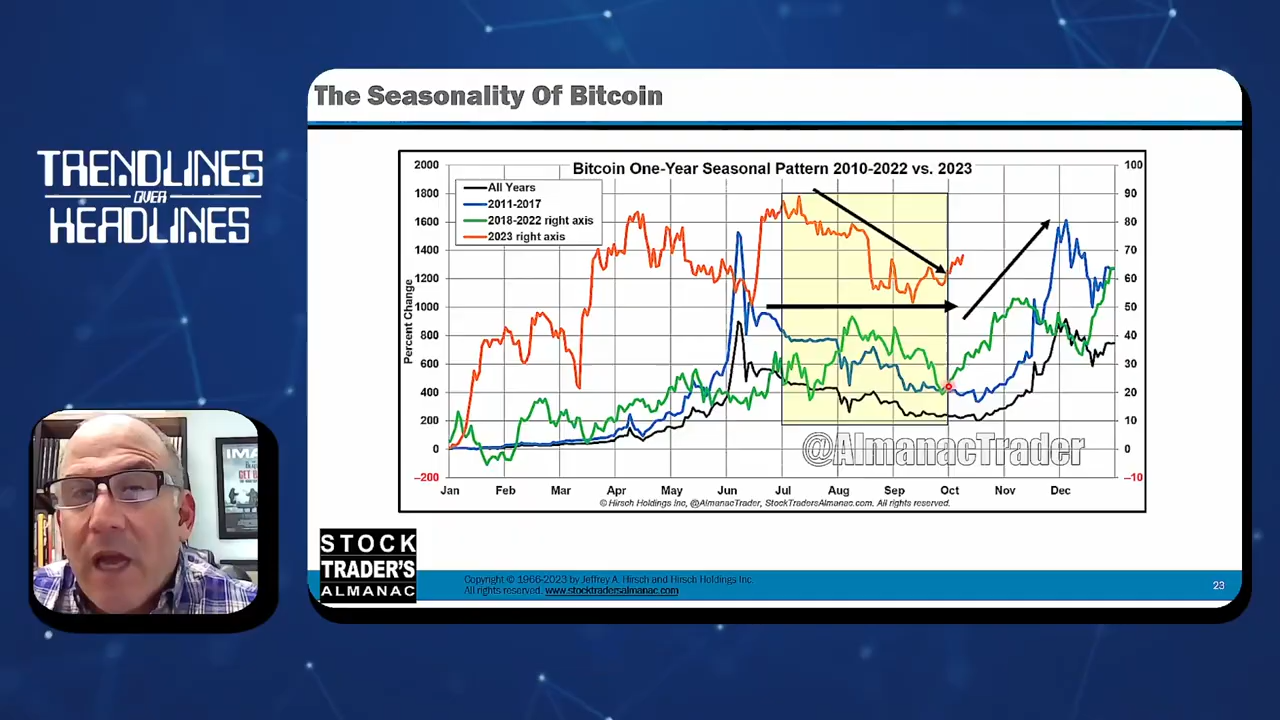 The Seasonality Of Bitcoin
TRENDLINES
OVER
HEADLINES
Bitcoin One-Year Seasonal Pattern 2010-2022 vs. 2023
All Years
2011-2017
2018-2022 right axis
2023 right axis
Percent Change
2000
1800
1600
1400
1200
1000
800
600
400
200
0
–200
100
90
80
70
60
50
40
30
20
10
0
–10
Jan Feb Mar Apr May Jun Jul Aug Sep Oct Nov Dec
@AlmanacTrader
© Hirsch Holdings Inc, @AlmanacTrader, StockTradersAlmanac.com. All rights reserved.
IMA
GET B
STOCK
TRADER'S
ALMANAC
Copyright © 1966-2023 by Jeffrey A. Hirsch and Hirsch Holdings Inc.
All rights reserved. www.stocktradersalmanac.com
23